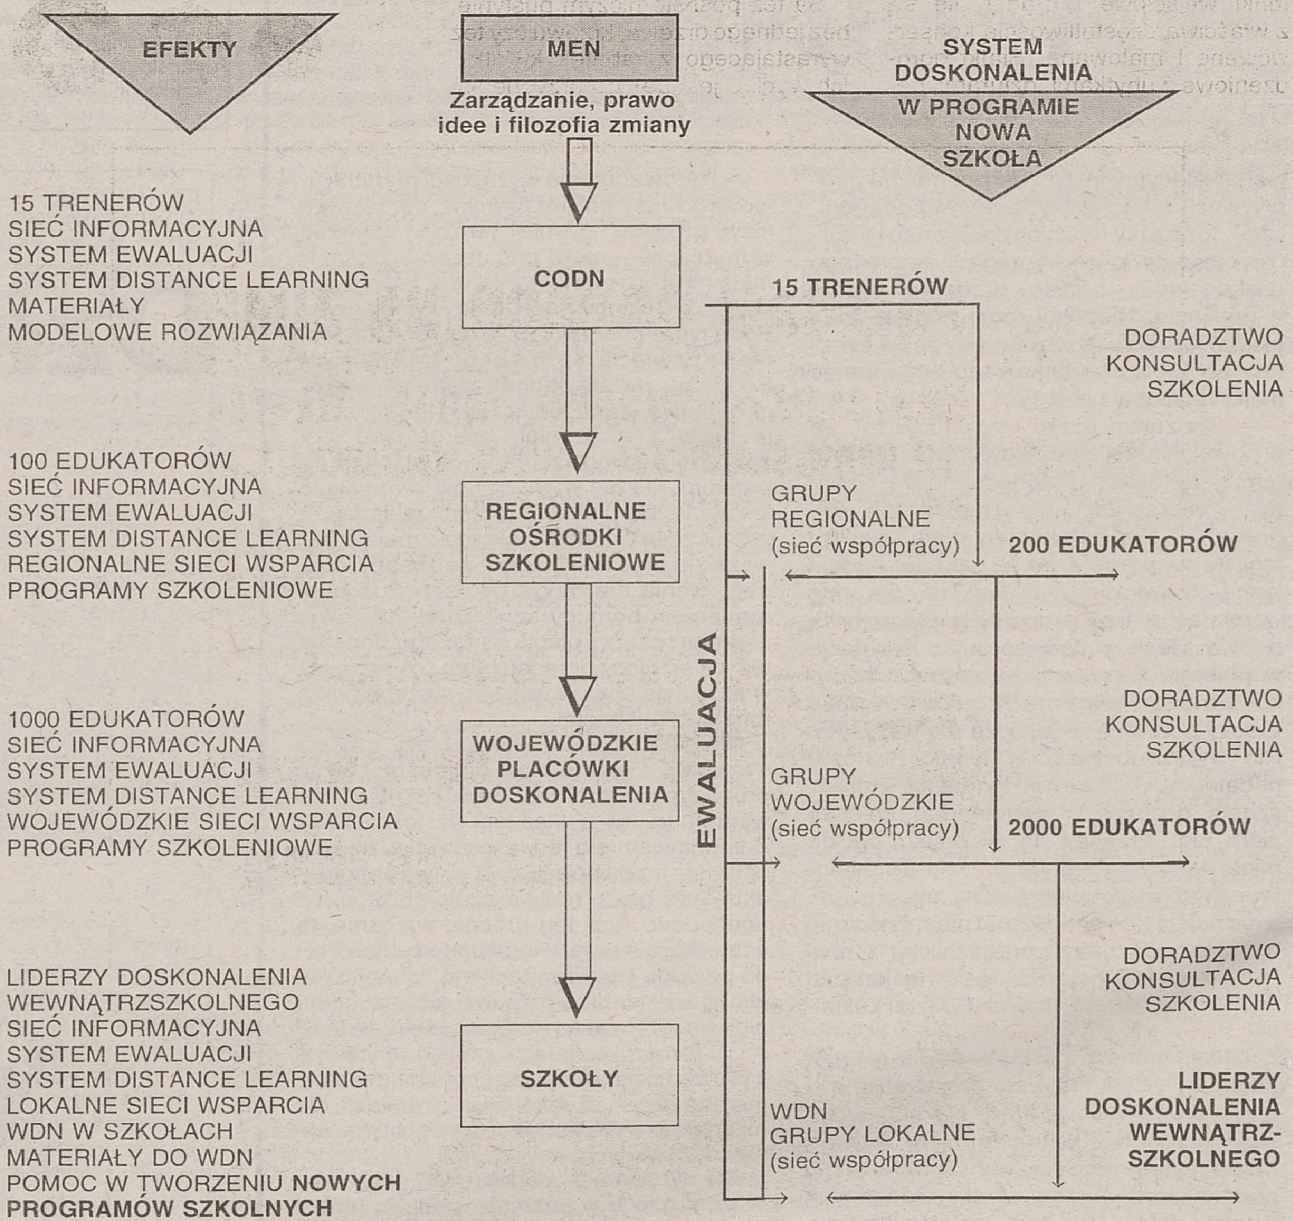 EFEKTY
15 TRENERÓW
SIEĆ INFORMACYJNA
SYSTEM EWALUACJI
SYSTEM DISTANCE LEARNING
MATERIAŁY
MODELOWE ROZWIĄZANIA
100 EDUKATORÓW
SIEĆ INFORMACYJNA
SYSTEM EWALUACJI
SYSTEM DISTANCE LEARNING
REGIONALNE SIECI WSPARCIA
PROGRAMY SZKOLENIOWE
1000 EDUKATORÓW
SIEĆ INFORMACYJNA
SYSTEM EWALUACJI
SYSTEM DISTANCE LEARNING
WOJEWÓDZKIE SIECI WSPARCIA
PROGRAMY SZKOLENIOWE
LIDERZY DOSKONALENIA
WEWNĄTRZSZKOLNEGO
SIEĆ INFORMACYJNA
SYSTEM EWALUACJI
SYSTEM DISTANCE LEARNING
LOKALNE SIECI WSPARCIA
WDN W SZKOŁACH
MATERIAŁY DO WDN
POMOC W TWORZENIU NOWYCH
PROGRAMÓW SZKOLNYCH
MEN
Zarządzanie, prawo
idee i filozofia zmiany
CODN
REGIONALNE
OŚRODKI
SZKOLENIOWE
WOJEWÓDZKIE
PLACÓWKI
DOSKONALENIA
SZKOŁY
SYSTEM
DOSKONALENIA
W PROGRAMIE
NOWA
SZKOŁA
15 TRENERÓW
DORADZTWO
KONSULTACJA
SZKOLENIA
GRUPY
REGIONALNE
(sieć współpracy)
200 EDUKATORÓW
EWALUACJA
DORADZTWO
KONSULTACJA
SZKOLENIA
GRUPY
WOJEWÓDZKIE
(sieć współpracy)
2000 EDUKATORÓW
DORADZTWO
KONSULTACJA
SZKOLENIA
WDN
GRUPY LOKALNE
(sieć współpracy)
LIDERZY
DOSKONALENIA
WEWNĄTRZ-
SZKOLNEGO